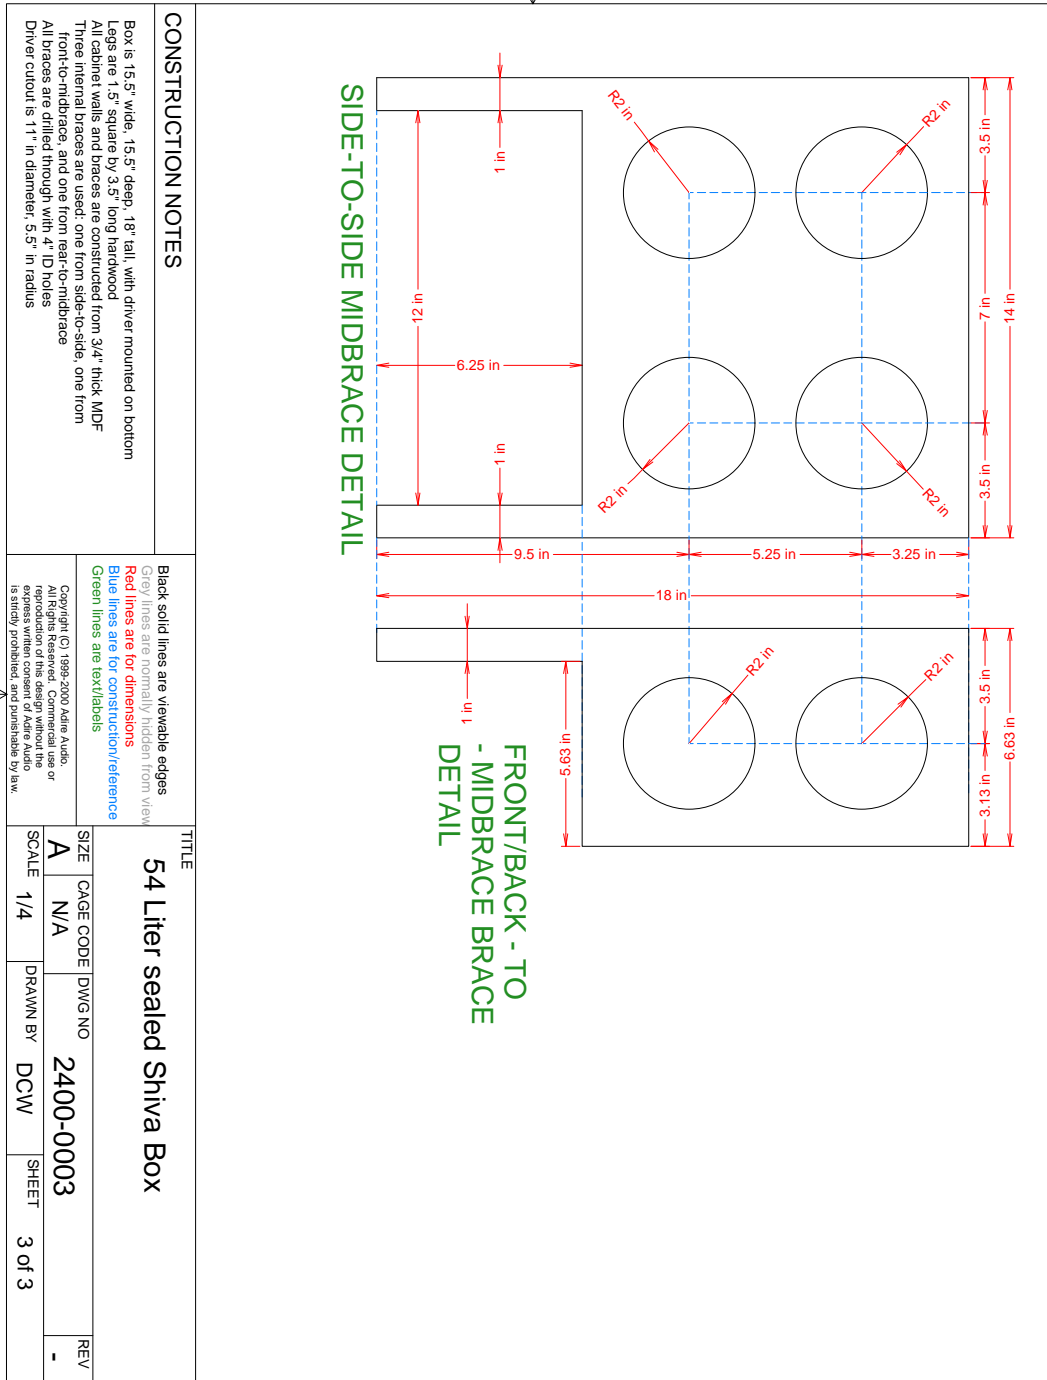 3.5 in
7 in
3.5 in
14 in
R2 in
R2 in
R2 in
R2 in
1 in
12 in
6.25 in
1 in
9.5 in
5.25 in
3.25 in
18 in
SIDE-TO-SIDE MIDBRACE DETAIL
R2 in
R2 in
3.5 in
3.13 in
6.63 in
1 in
5.63 in
FRONT/BACK - TO
- MIDBRACE BRACE
DETAIL
CONSTRUCTION NOTES
Box is 15.5" wide, 15.5" deep, 18" tall, with driver mounted on bottom
Legs are 1.5" square by 3.5" long hardwood
All cabinet walls and braces are constructed from 3/4" thick MDF
Three internal braces are used: one from side-to-side, one from
front-to-midbrace, and one from rear-to-midbrace
All braces are drilled through with 4" ID holes
Driver cutout is 11" in diameter, 5.5" in radius
Black solid lines are viewable edges
Grey lines are normally hidden from view
Red lines are for dimensions
Blue lines are for construction/reference
Green lines are text/labels
Copyright (C) 1999-2000 Adire Audio.
All Rights Reserved. Commercial use or
reproduction of this design without the
express written consent of Adire Audio
is strictly prohibited, and punishable by law.
TITLE
54 Liter sealed Shiva Box
SIZE
A
CAGE CODE
N/A
DWG NO
2400-0003
REV
-
SCALE
1/4
DRAWN BY
DCW
SHEET
3 of 3